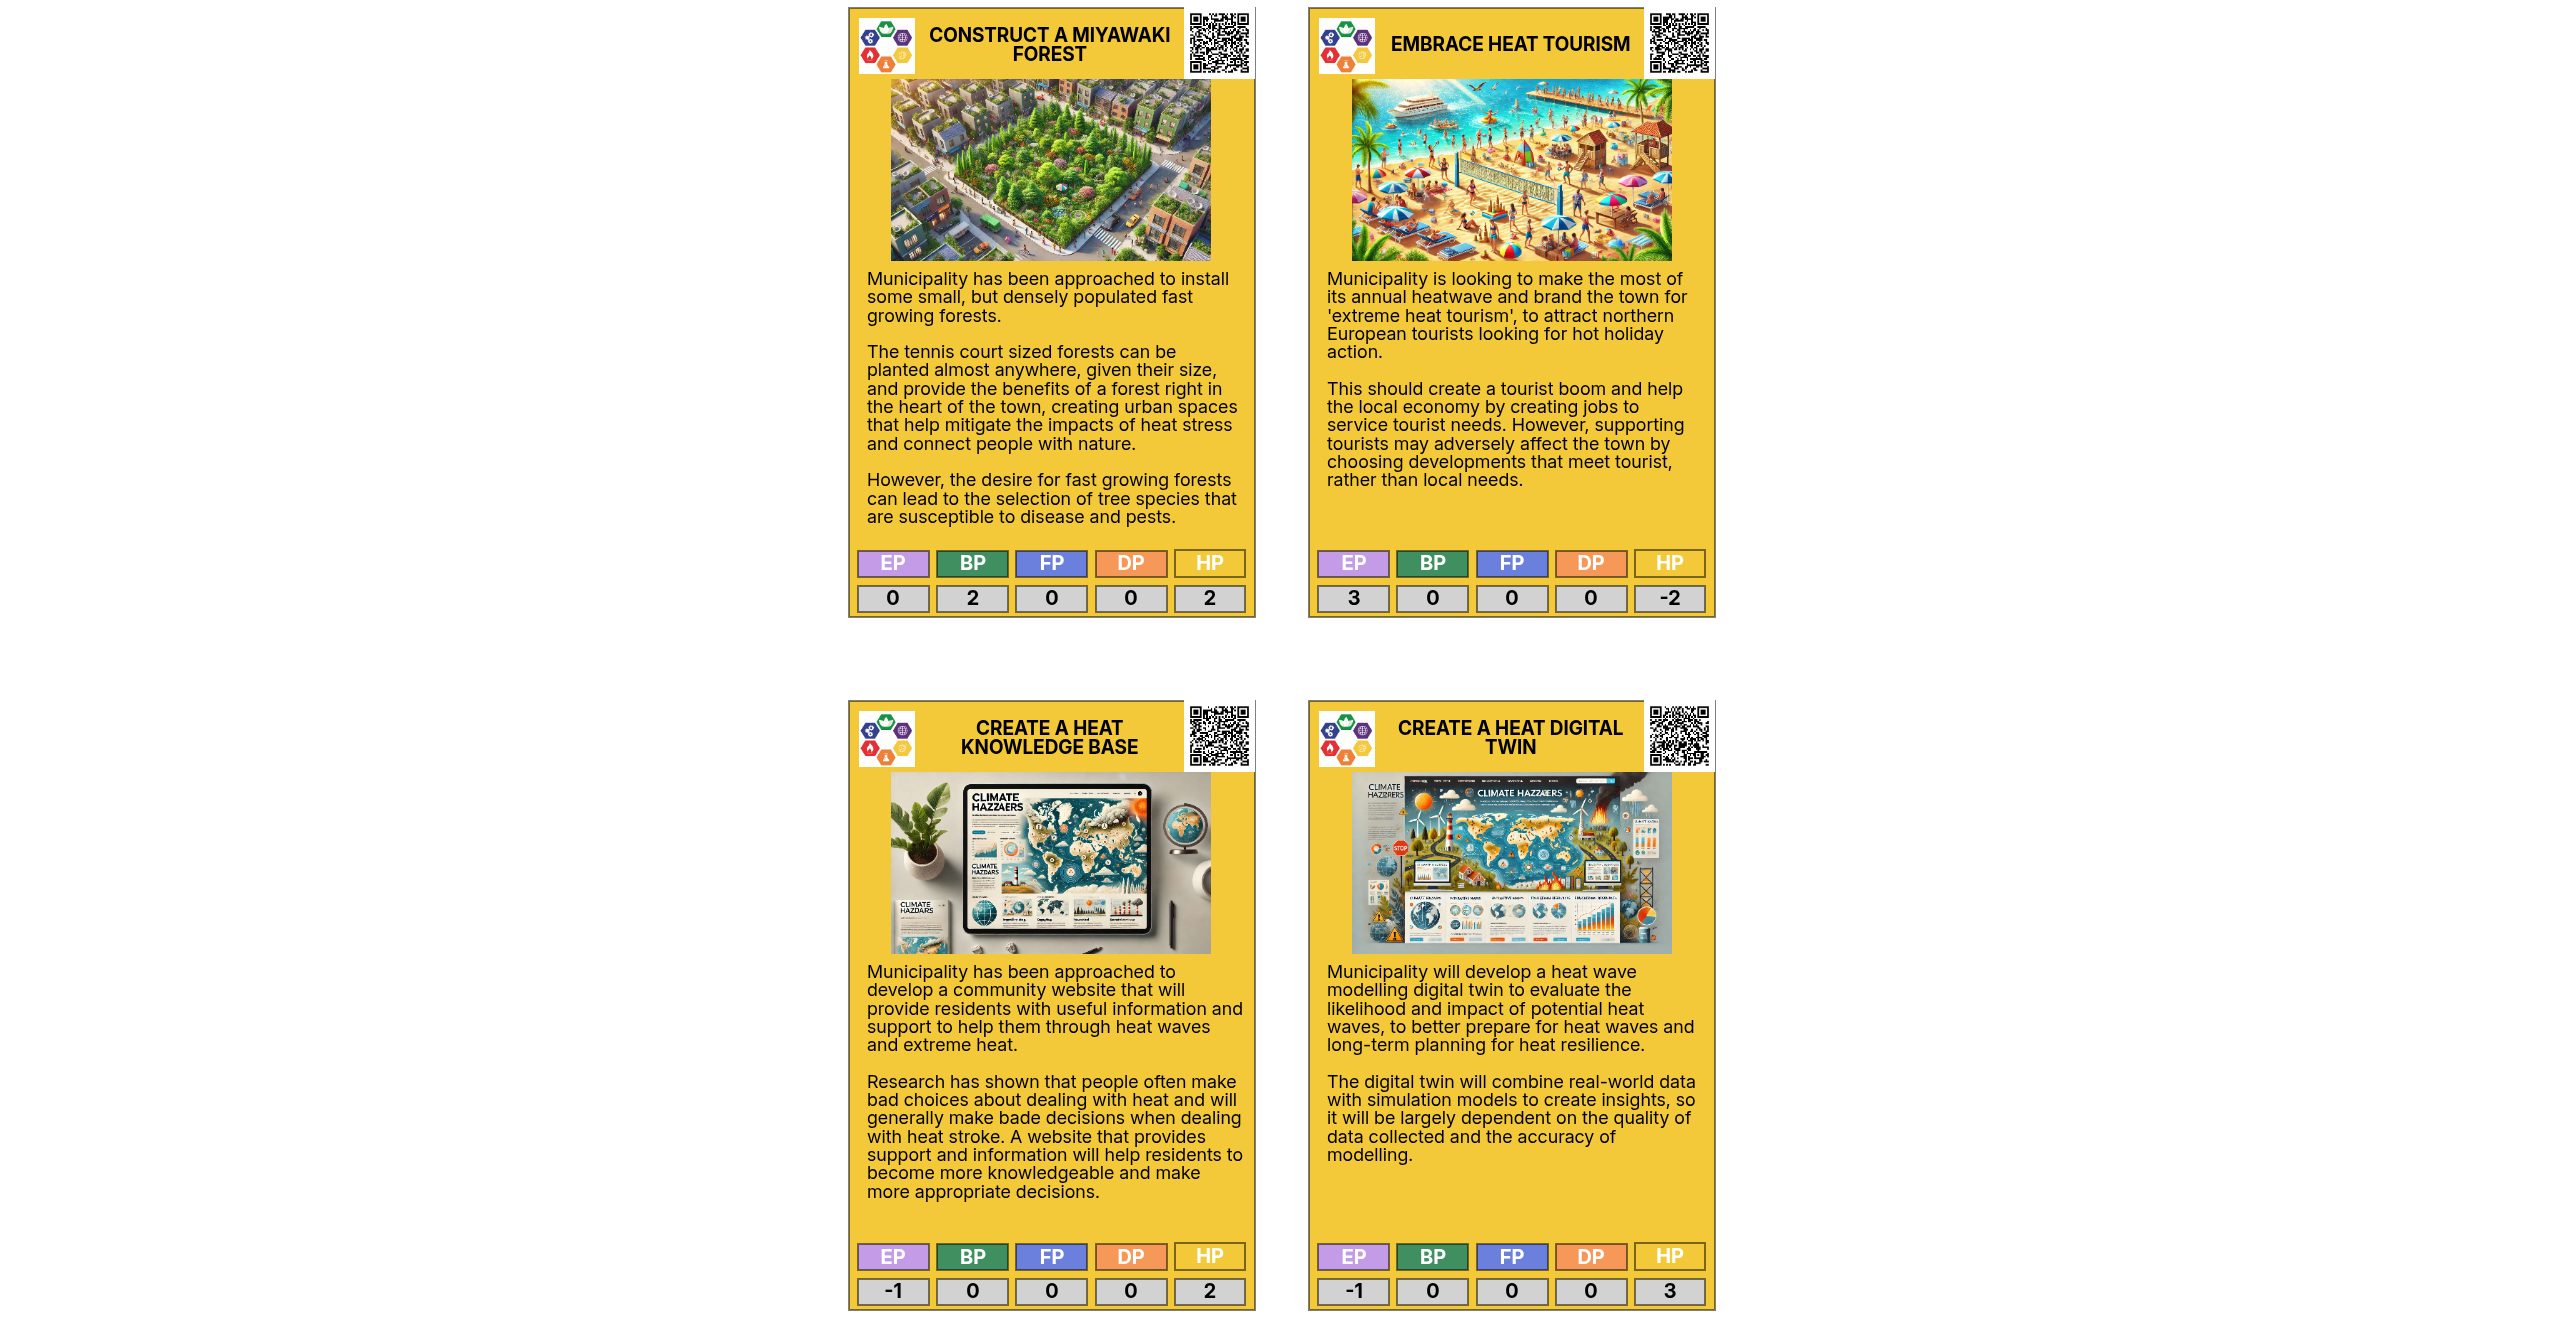 CONSTRUCT A MIYAWAKI
FOREST
Municipality has been approached to install
some small, but densely populated fast
growing forests.
The tennis court sized forests can be
planted almost anywhere, given their size,
and provide the benefits of a forest right in
the heart of the town, creating urban spaces
that help mitigate the impacts of heat stress
and connect people with nature.
However, the desire for fast growing forests
can lead to the selection of tree species that
are susceptible to disease and pests.
EP BP FP DP HP
0 2 0 0 2
EMBRACE HEAT TOURISM
Municipality is looking to make the most of
its annual heatwave and brand the town for
'extreme heat tourism', to attract northern
European tourists looking for hot holiday
action.
This should create a tourist boom and help
the local economy by creating jobs to
service tourist needs. However, supporting
tourists may adversely affect the town by
choosing developments that meet tourist,
rather than local needs.
EP BP FP DP HP
3 0 0 0 -2
CREATE A HEAT
KNOWLEDGE BASE
CLIMATE
HAZZAERS
CLIMATE
HAZDARS
CLIMATE
HAZDARS
Municipality has been approached to
develop a community website that will
provide residents with useful information and
support to help them through heat waves
and extreme heat.
Research has shown that people often make
bad choices about dealing with heat and will
generally make bade decisions when dealing
with heat stroke. A website that provides
support and information will help residents to
become more knowledgeable and make
more appropriate decisions.
EP BP FP DP HP
-1 0 0 0 2
CREATE A HEAT DIGITAL
TWIN
CLIMATE
CLIMATE HAZZAERS
STOP
Municipality will develop a heat wave
modelling digital twin to evaluate the
likelihood and impact of potential heat
waves, to better prepare for heat waves and
long-term planning for heat resilience.
The digital twin will combine real-world data
with simulation models to create insights, so
it will be largely dependent on the quality of
data collected and the accuracy of
modelling.
EP BP FP DP HP
-1 0 0 0 3